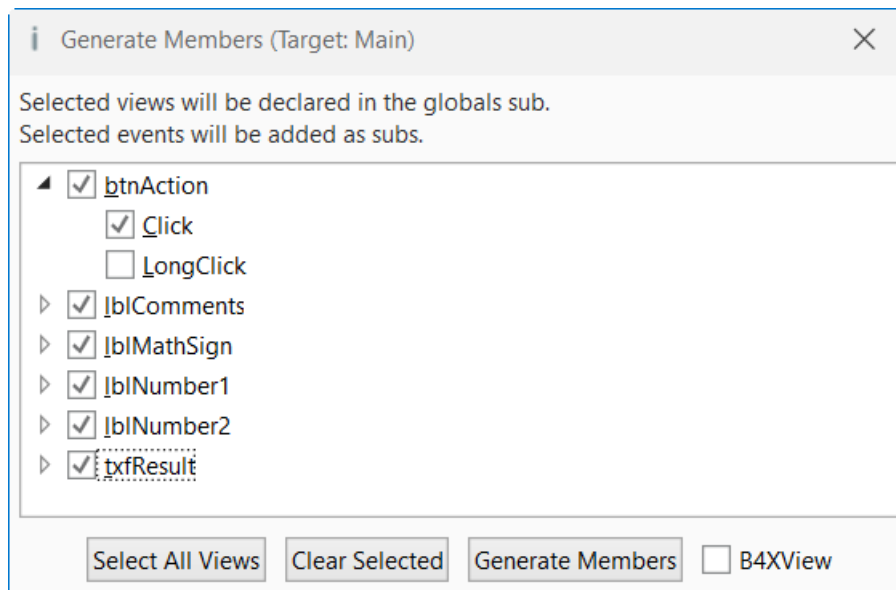 Generate Members (Target: Main)
Selected views will be declared in the globals sub.
Selected events will be added as subs.
btnAction
Click
LongClick
lblComments
lblMathSign
lblNumber1
lblNumber2
txfResult
Select All Views Clear Selected Generate Members B4XView